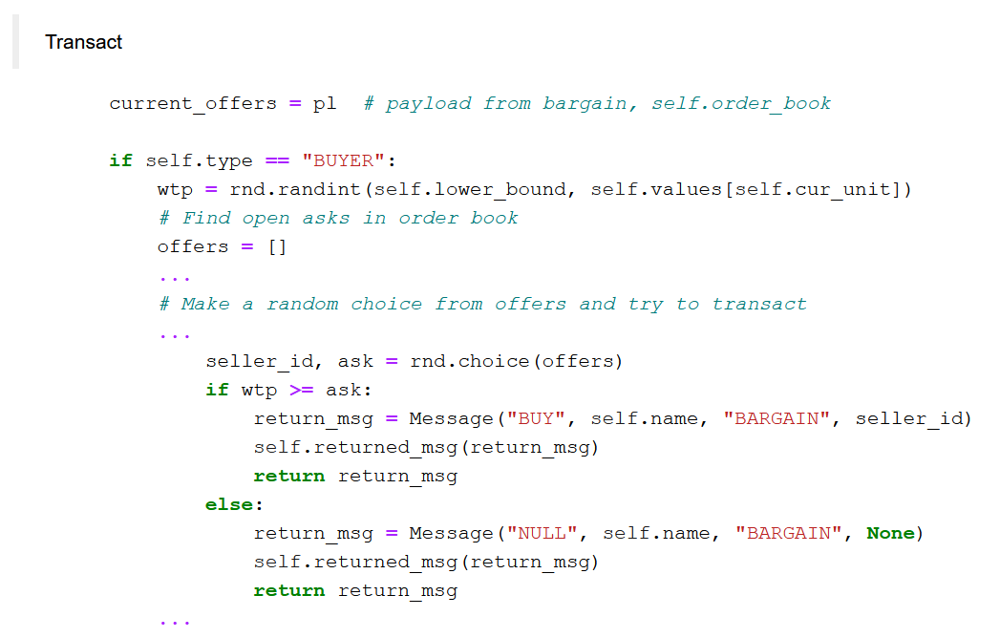 Transact
current_offers = pl  # payload from bargain, self.order_book
if self.type == "BUYER":
    wtp = rnd.randint(self.lower_bound, self.values[self.cur_unit])
    # Find open asks in order book
    offers = []
    ...
    # Make a random choice from offers and try to transact
    ...
        seller_id, ask = rnd.choice(offers)
        if wtp >= ask:
            return_msg = Message("BUY", self.name, "BARGAIN", seller_id)
            self.returned_msg(return_msg)
            return return_msg
        else:
            return_msg = Message("NULL", self.name, "BARGAIN", None)
            self.returned_msg(return_msg)
            return return_msg
    ...